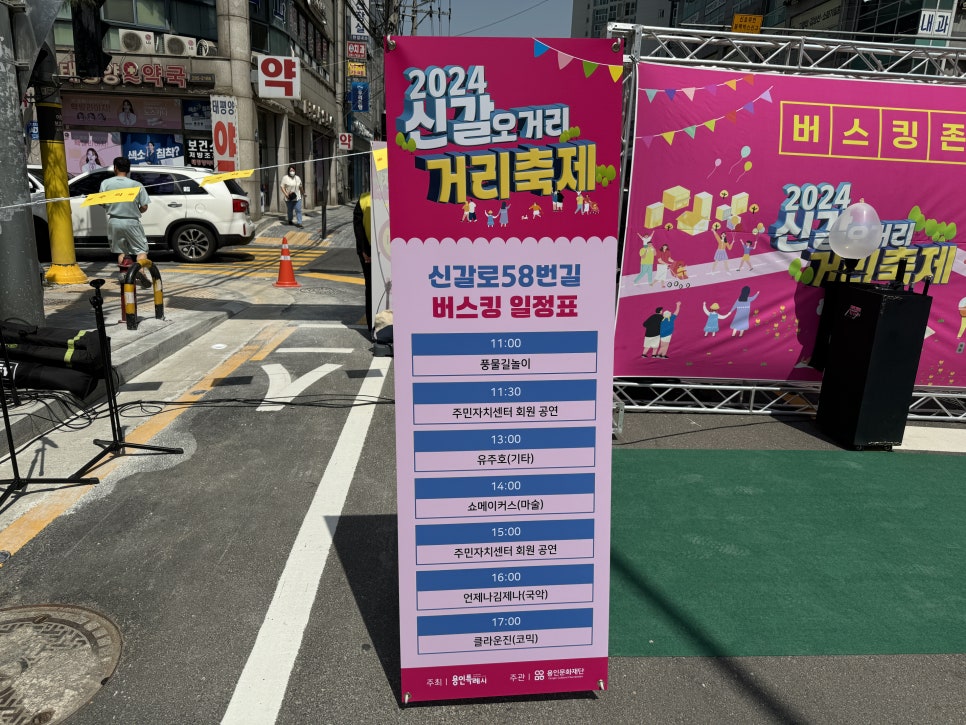 약국
약
태평양
약
색소 침착?
보건소
내과
2024
신갈오거리
거리축제
신갈로58번길
버스킹 일정표
11:00
풍물길놀이
11:30
주민자치센터 회원 공연
13:00
유주호(기타)
14:00
쇼메이커스(마술)
15:00
주민자치센터 회원 공연
16:00
언제나김제나(국악)
17:00
클라운진(코믹)
주최 | 용인특례시 주관 | 용인문화재단
버스킹존
2024
신갈오거리
거리축제